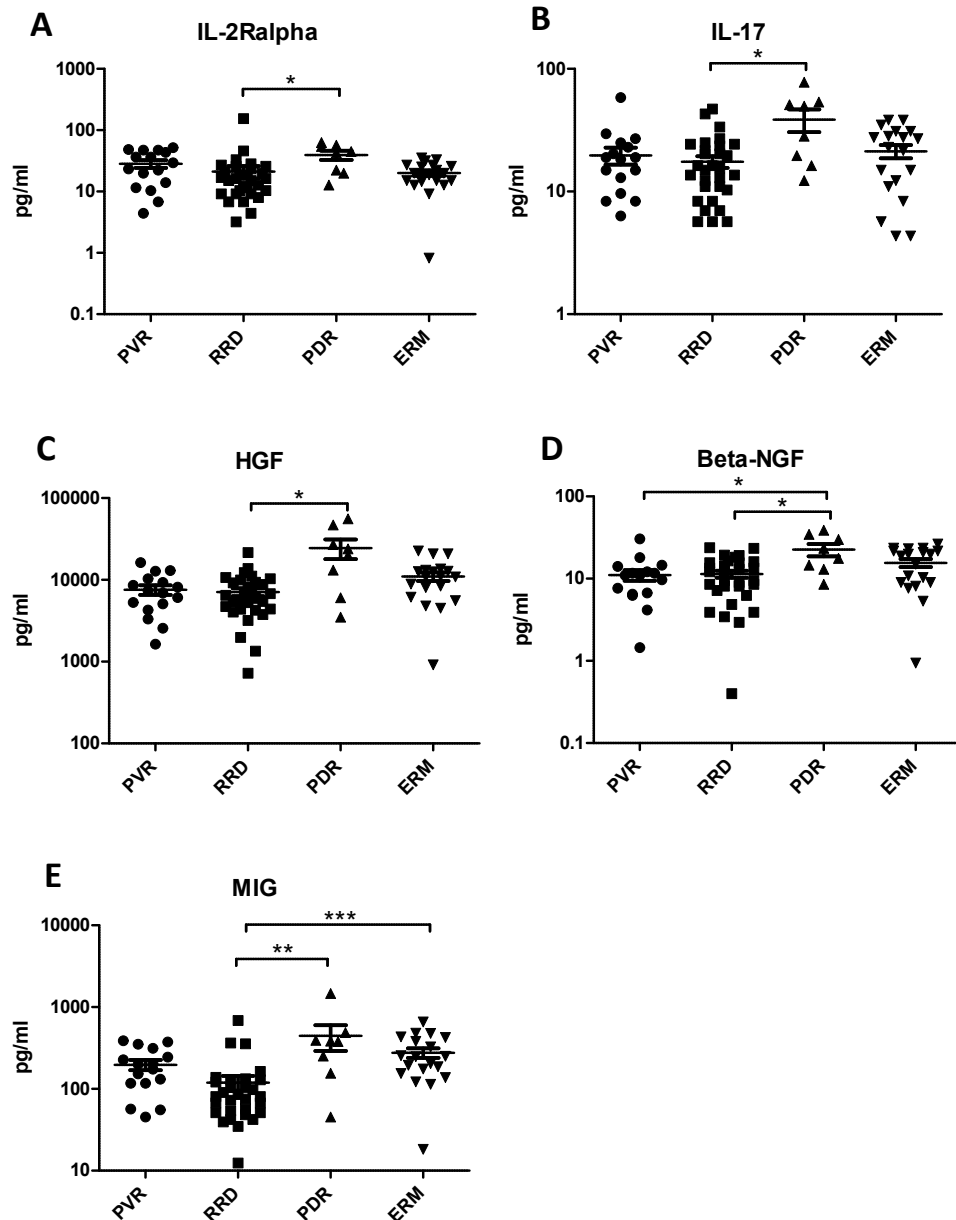 A
IL-2Ralpha
1000
100
10
1
0.1
pg/ml
*
PVR
RRD
PDR
ERM
B
IL-17
100
10
1
pg/ml
*
PVR
RRD
PDR
ERM
C
HGF
100000
10000
1000
100
pg/ml
*
PVR
RRD
PDR
ERM
D
Beta-NGF
100
10
1
0.1
pg/ml
*
*
PVR
RRD
PDR
ERM
E
MIG
10000
1000
100
10
pg/ml
***
**
PVR
RRD
PDR
ERM